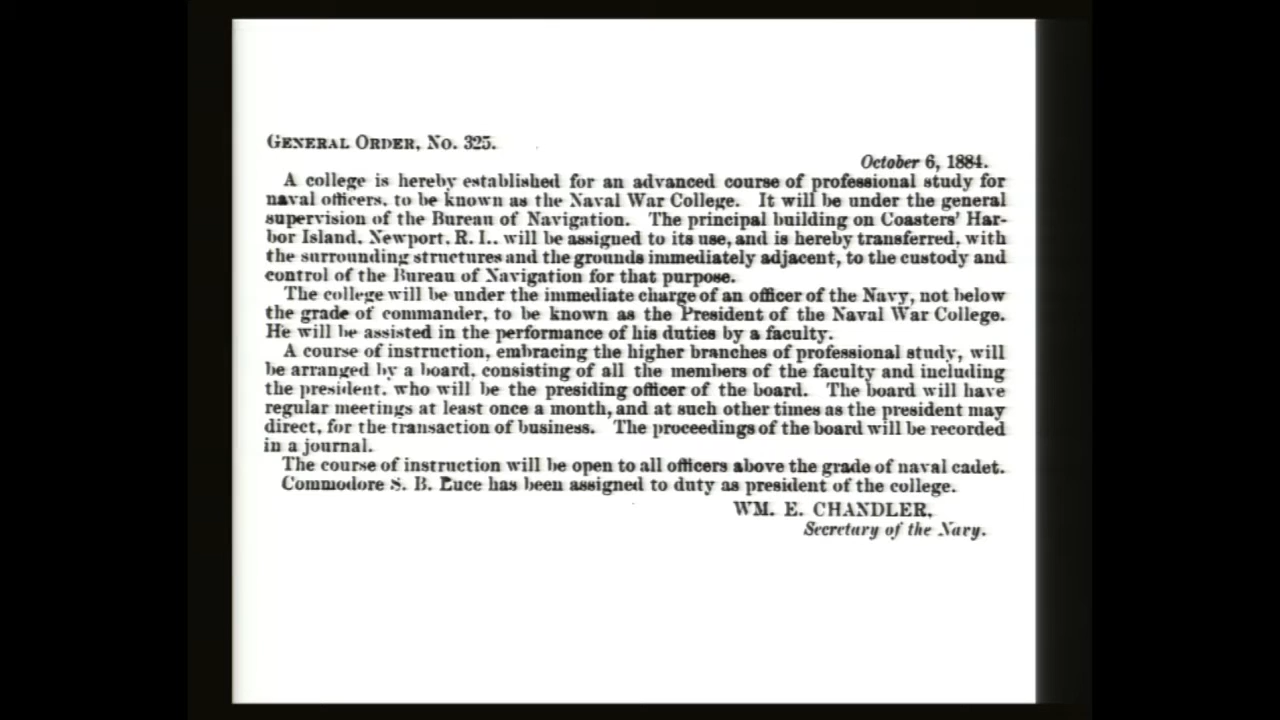 GENERAL ORDER, No. 325.
October 6, 1884.
A college is hereby established for an advanced course of professional study for
naval officers, to be known as the Naval War College. It will be under the general
supervision of the Bureau of Navigation. The principal building on Coasters' Har-
bor Island, Newport, R. I., will be assigned to its use, and is hereby transferred, with
the surrounding structures and the grounds immediately adjacent, to the custody and
control of the Bureau of Navigation for that purpose.
The college will be under the immediate charge of an officer of the Navy, not below
the grade of commander, to be known as the President of the Naval War College.
He will be assisted in the performance of his duties by a faculty.
A course of instruction, embracing the higher branches of professional study, will
be arranged by a board, consisting of all the members of the faculty and including
the president, who will be the presiding officer of the board. The board will have
regular meetings at least once a month, and at such other times as the president may
direct, for the transaction of business. The proceedings of the board will be recorded
in a journal.
The course of instruction will be open to all officers above the grade of naval cadet.
Commodore S. B. Luce has been assigned to duty as president of the college.
WM. E. CHANDLER,
Secretary of the Navy.